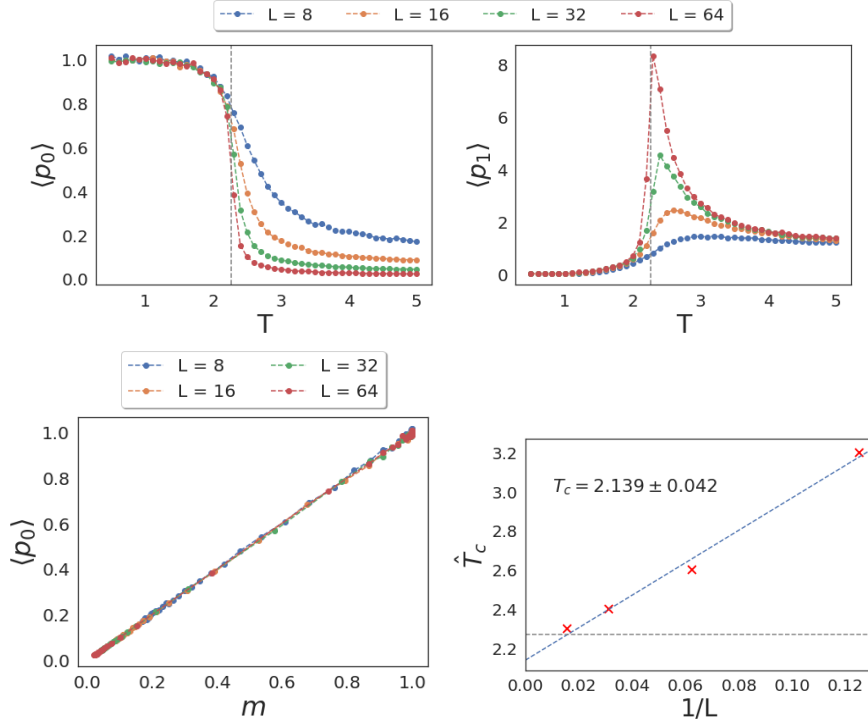 L = 8 L = 16 L = 32 L = 64
1.0
0.8
0.6
0.4
0.2
0.0
⟨p₀⟩
1 2 3 4 5
T
8
6
4
2
0
⟨p₁⟩
1 2 3 4 5
T
L = 8 L = 32
L = 16 L = 64
1.0
0.8
0.6
0.4
0.2
0.0
⟨p₀⟩
0.0 0.2 0.4 0.6 0.8 1.0
m
3.2
3.0
2.8
2.6
2.4
2.2
T̂c
T_c = 2.139 ± 0.042
0.00 0.02 0.04 0.06 0.08 0.10 0.12
1/L